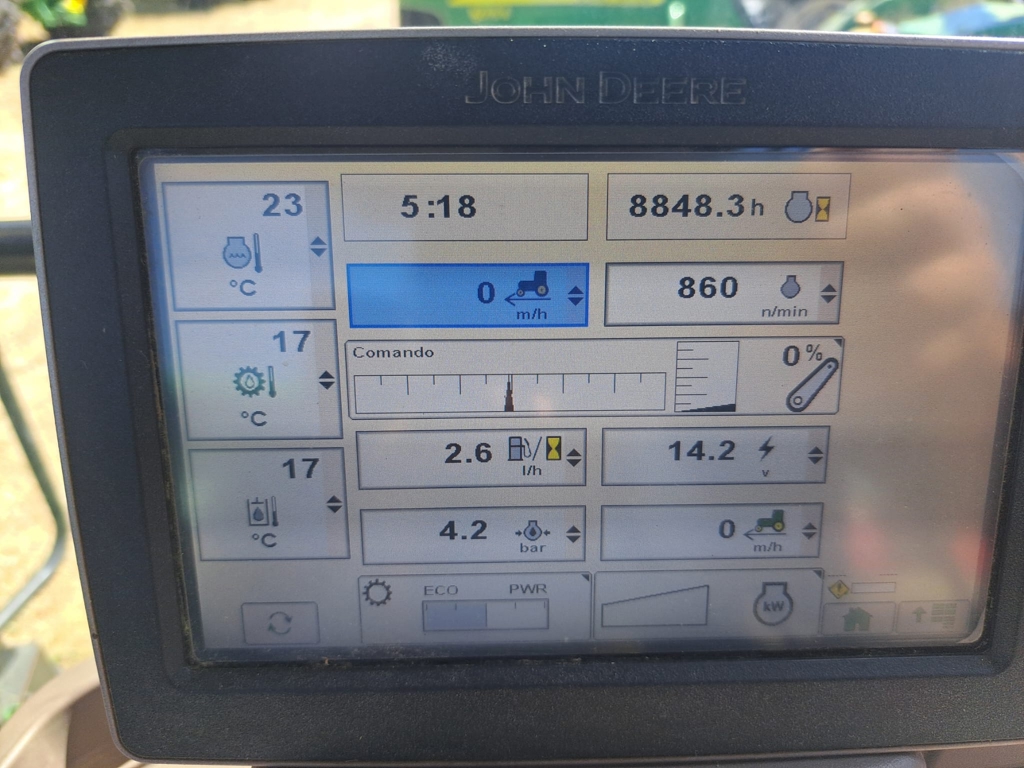 JOHN DEERE
23
°C
5:18
8848.3 h
0
m/h
860
n/min
17
°C
Comando
0%
17
°C
2.6
l/h
14.2
v
4.2
bar
0
m/h
ECO PWR
kW